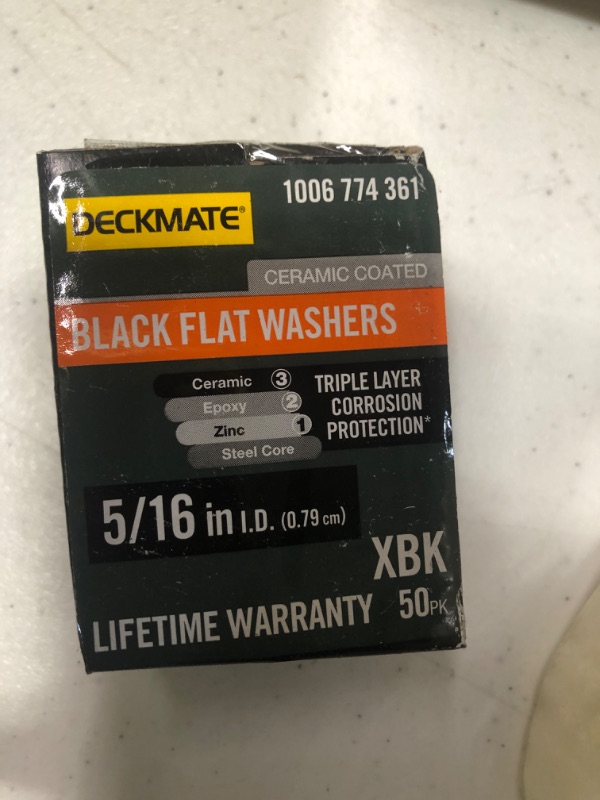 DECKMATE®
1006 774 361
CERAMIC COATED
BLACK FLAT WASHERS
Ceramic 3
Epoxy 2
Zinc 1
Steel Core
TRIPLE LAYER
CORROSION
PROTECTION*
5/16 in I.D. (0.79 cm)
XBK
LIFETIME WARRANTY 50PK